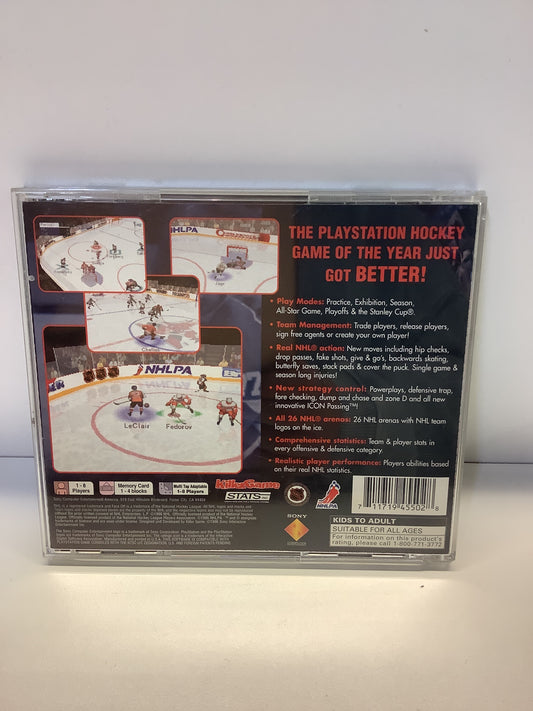 THE PLAYSTATION HOCKEY
GAME OF THE YEAR JUST
GOT BETTER!
• Play Modes: Practice, Exhibition, Season,
All-Star Game, Playoffs & the Stanley Cup®.
• Team Management: Trade players, release players,
sign free agents or create your own player!
• Real NHL® action: New moves including hip checks,
drop passes, fake shots, give & go's, backwards skating,
butterfly saves, stack pads & cover the puck. Single game &
season long injuries!
• New strategy control: Powerplays, defensive trap,
fore checking, dump and chase and zone D and all new
innovative ICON Passing™!
• All 26 NHL® arenas: 26 NHL arenas with NHL team
logos on the ice.
• Comprehensive statistics: Team & player stats in
every offensive & defensive category.
• Realistic player performance: Players abilities based
on their real NHL statistics.
NHLPA
NHLPA
LeClair
Fedorov
1 - 8
Players
Memory Card
1 - 4 blocks
Multi Tap Adaptable
1-8 Players
KillerGame
STATS
SONY
NHLPA
7 11719 45502 8
KIDS TO ADULT
SUITABLE FOR ALL AGES
For information on this product's
rating, please call 1-800-771-3772